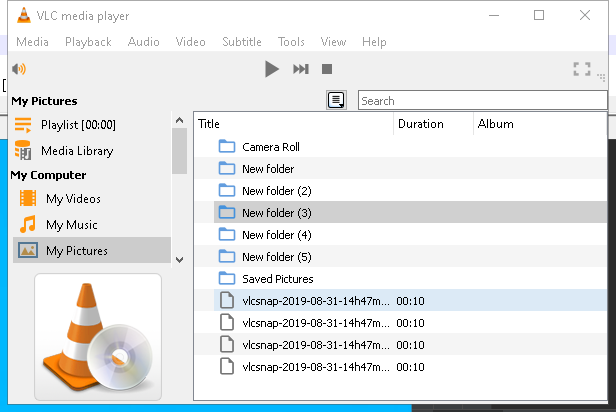 VLC media player
Media Playback Audio Video Subtitle Tools View Help
My Pictures
Playlist [00:00]
Media Library
My Computer
My Videos
My Music
My Pictures
Search
Title Duration Album
Camera Roll
New folder
New folder (2)
New folder (3)
New folder (4)
New folder (5)
Saved Pictures
vlcsnap-2019-08-31-14h47m... 00:10
vlcsnap-2019-08-31-14h47m... 00:10
vlcsnap-2019-08-31-14h47m... 00:10
vlcsnap-2019-08-31-14h47m... 00:10